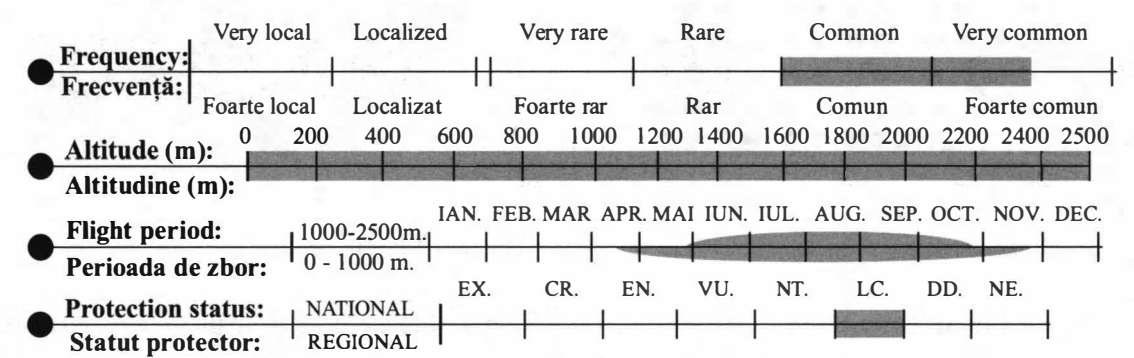 Very local Localized Very rare Rare Common Very common
Frequency:
Frecvență:
Foarte local Localizat Foarte rar Rar Comun Foarte comun
0 200 400 600 800 1000 1200 1400 1600 1800 2000 2200 2400 2500
Altitude (m):
Altitudine (m):
IAN. FEB. MAR APR. MAI IUN. IUL. AUG. SEP. OCT. NOV. DEC.
Flight period: 1000-2500m.
Perioada de zbor: 0 - 1000 m.
EX. CR. EN. VU. NT. LC. DD. NE.
Protection status: NATIONAL
Statut protector: REGIONAL